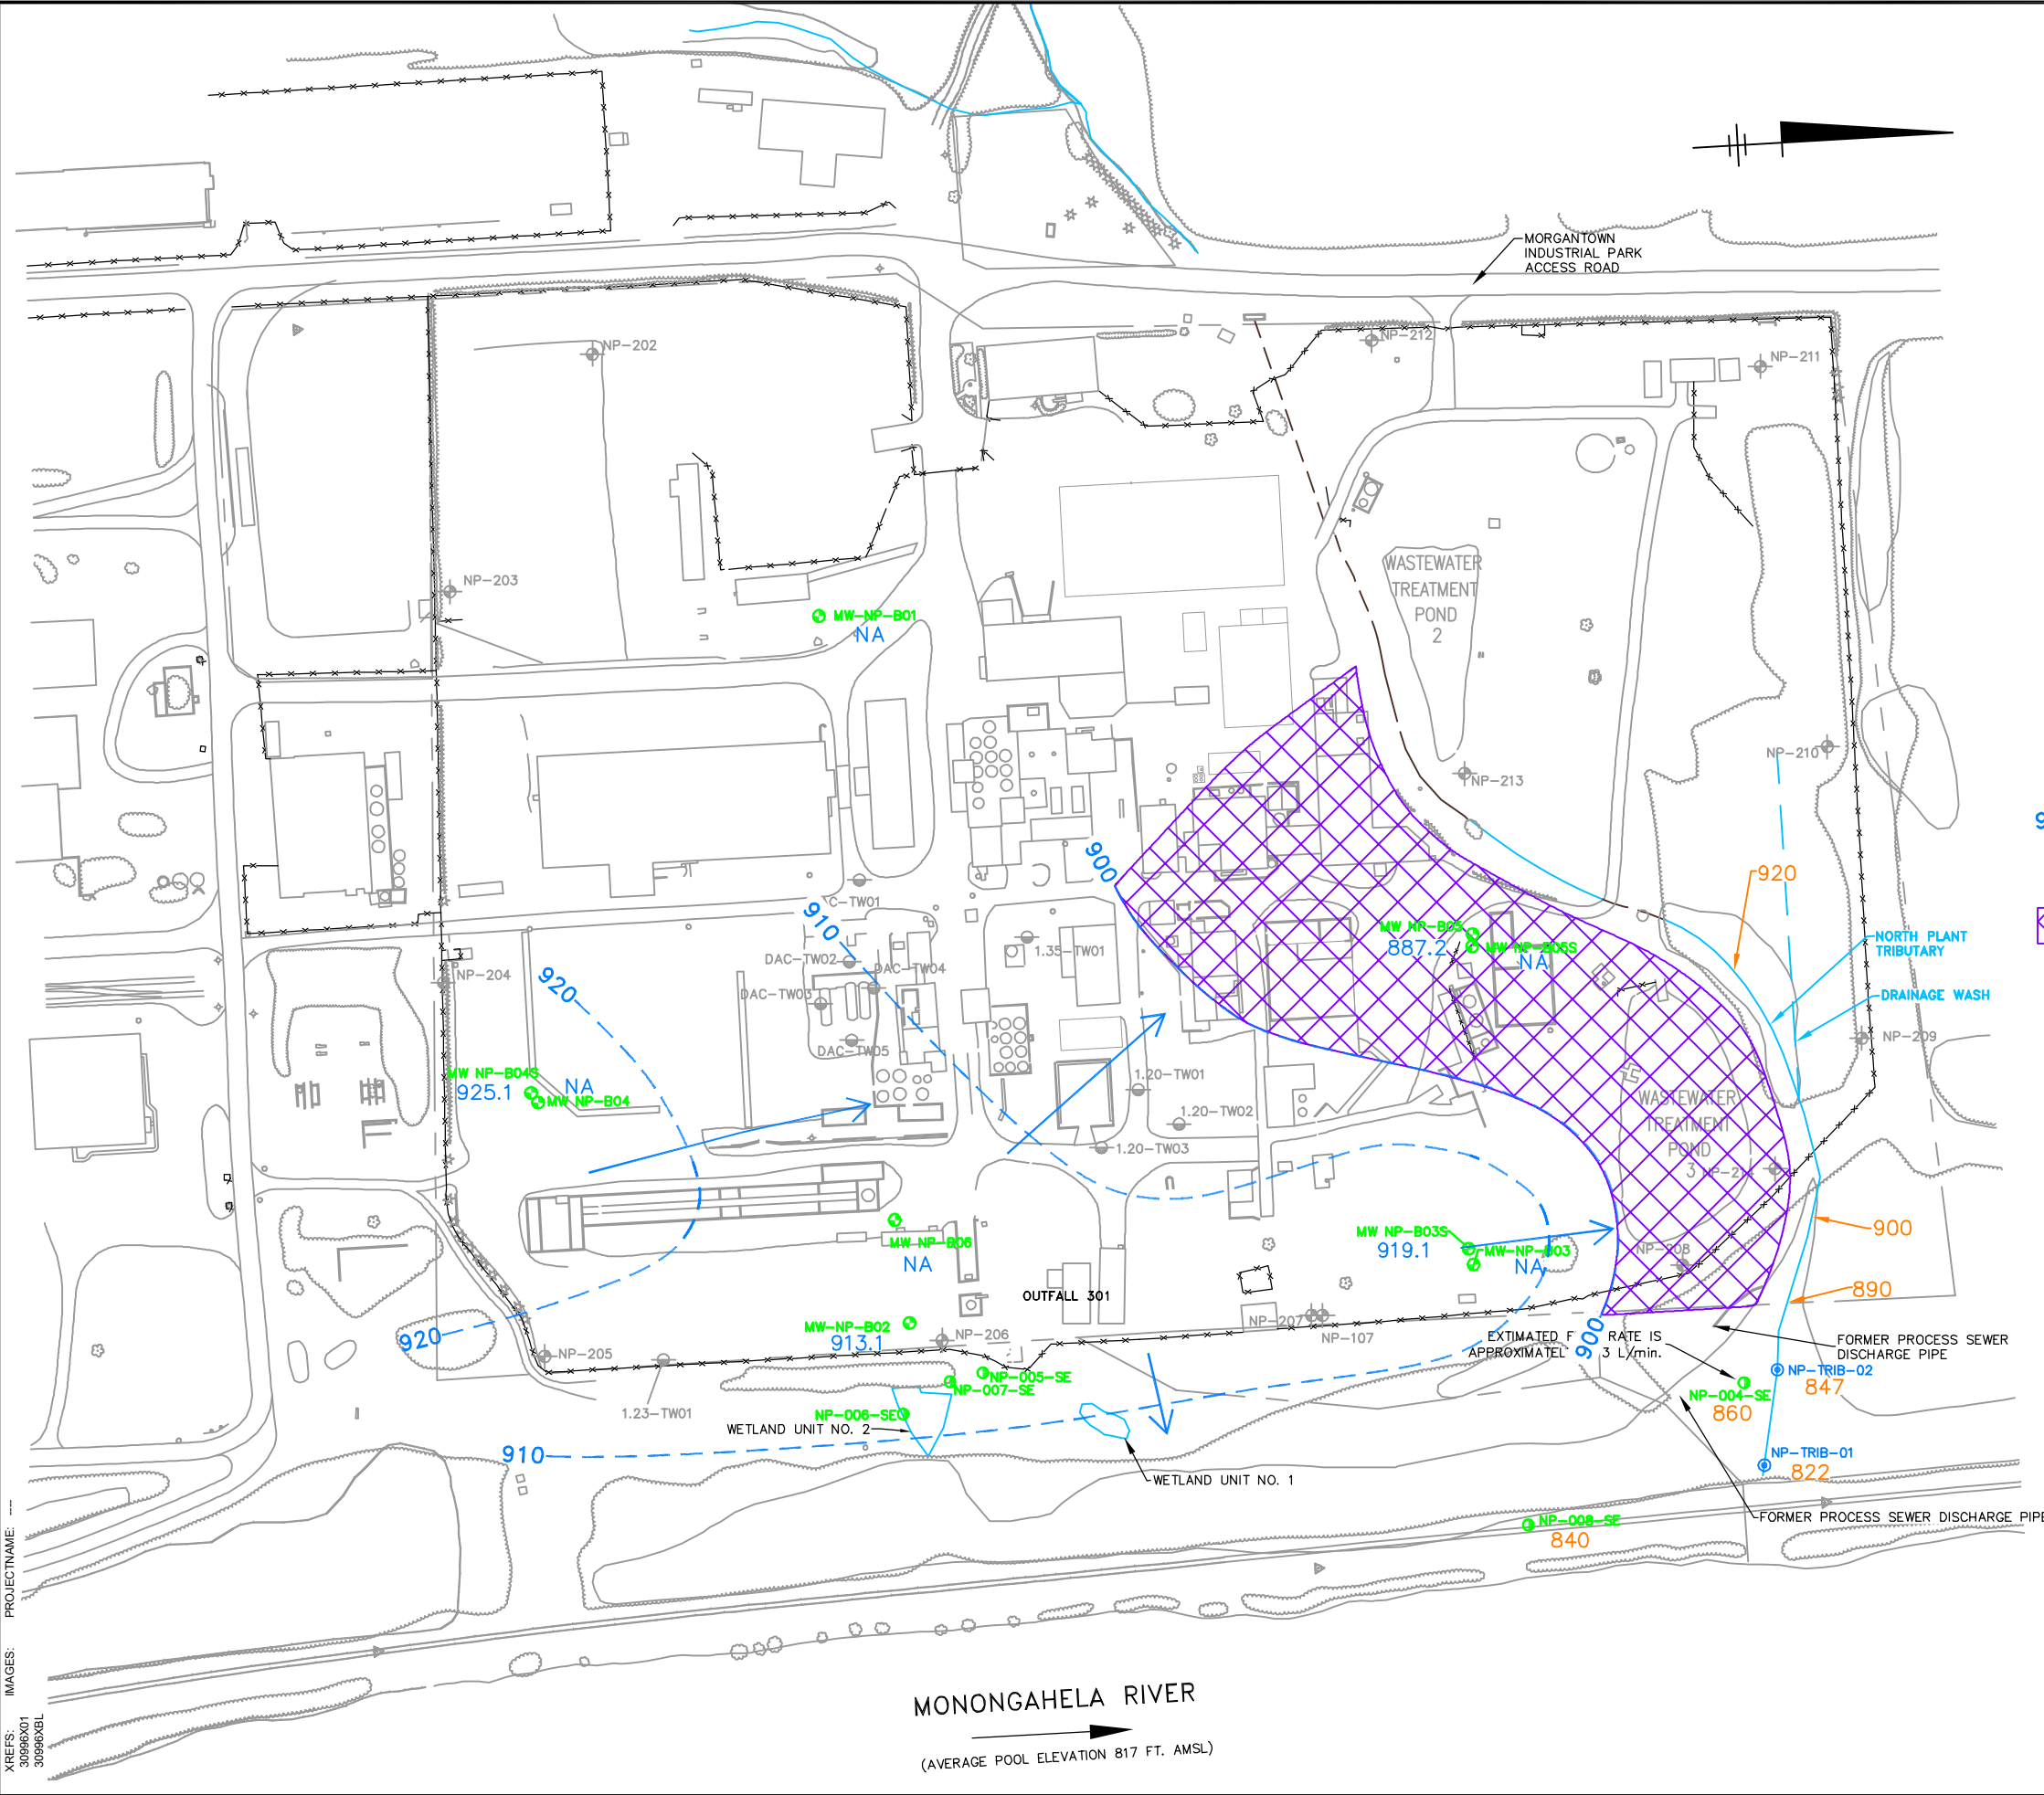 MORGANTOWN
INDUSTRIAL PARK
ACCESS ROAD
NP-202
NP-212
NP-211
NP-203
WASTEWATER
TREATMENT
POND
2
MW-NP-B01
NA
NP-210
NP-213
900
920
C-TW01
910
MW NP-B05
887.2
MW NP-B05S
NA
1.35-TW01
NORTH PLANT
TRIBUTARY
DAC-TW02
DAC-TW04
NP-204
920
DAC-TW03
DRAINAGE WASH
NP-209
DAC-TW05
MW NP-B04S
925.1
NA
MW NP-B04
1.20-TW01
1.20-TW02
1.20-TW03
WASTEWATER
TREATMENT
POND
3
NP-214
900
MW NP-B06
NA
MW NP-B03S
919.1
MW-NP-B03
NA
NP-208
890
OUTFALL 301
MW-NP-B02
913.1
NP-206
NP-207
NP-107
920
NP-205
900
EXTIMATED F RATE IS
APPROXIMATEL 3 L/min.
FORMER PROCESS SEWER
DISCHARGE PIPE
NP-005-SE
NP-007-SE
NP-TRIB-02
847
NP-004-SE
860
1.23-TW01
NP-006-SE
WETLAND UNIT NO. 2
910
WETLAND UNIT NO. 1
NP-TRIB-01
822
FORMER PROCESS SEWER DISCHARGE PIPE
NP-008-SE
840
MONONGAHELA RIVER
(AVERAGE POOL ELEVATION 817 FT. AMSL)
XREFS: IMAGES: PROJECTNAME: ---
30996X01
30996XBL